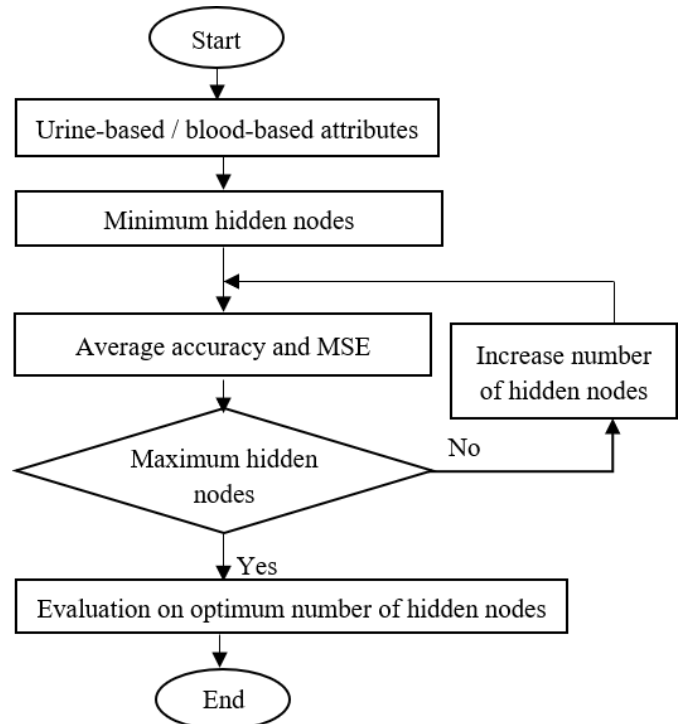 Start
Urine-based / blood-based attributes
Minimum hidden nodes
Average accuracy and MSE
Increase number
of hidden nodes
Maximum hidden
nodes
No
Yes
Evaluation on optimum number of hidden nodes
End